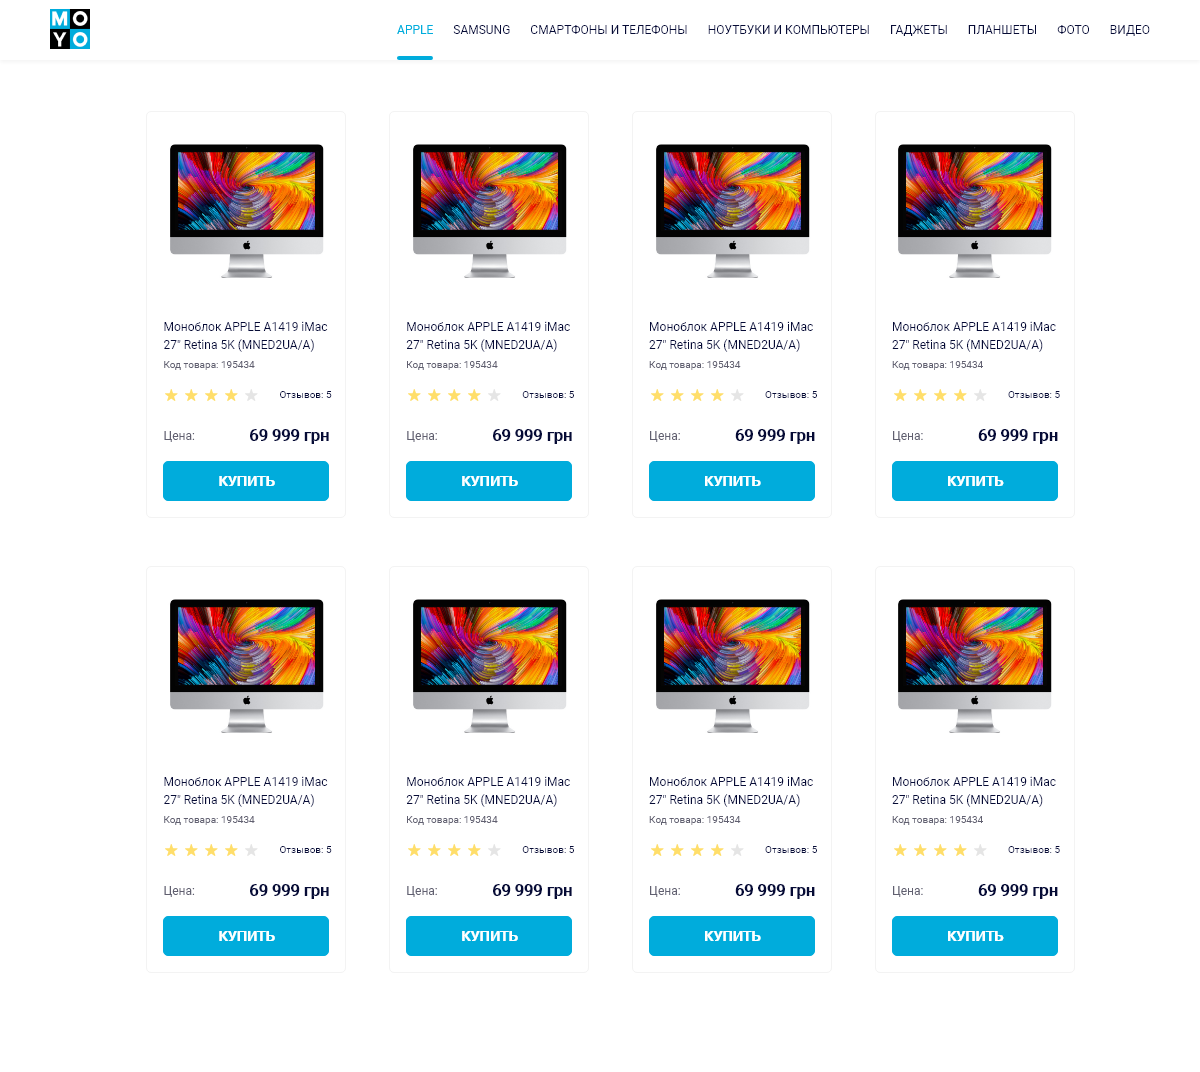 MO
YO
APPLE SAMSUNG СМАРТФОНЫ И ТЕЛЕФОНЫ НОУТБУКИ И КОМПЬЮТЕРЫ ГАДЖЕТЫ ПЛАНШЕТЫ ФОТО ВИДЕО
Моноблок APPLE A1419 iMac
27" Retina 5K (MNED2UA/A)
Код товара: 195434
Отзывов: 5
Цена: 69 999 грн
КУПИТЬ
Моноблок APPLE A1419 iMac
27" Retina 5K (MNED2UA/A)
Код товара: 195434
Отзывов: 5
Цена: 69 999 грн
КУПИТЬ
Моноблок APPLE A1419 iMac
27" Retina 5K (MNED2UA/A)
Код товара: 195434
Отзывов: 5
Цена: 69 999 грн
КУПИТЬ
Моноблок APPLE A1419 iMac
27" Retina 5K (MNED2UA/A)
Код товара: 195434
Отзывов: 5
Цена: 69 999 грн
КУПИТЬ
Моноблок APPLE A1419 iMac
27" Retina 5K (MNED2UA/A)
Код товара: 195434
Отзывов: 5
Цена: 69 999 грн
КУПИТЬ
Моноблок APPLE A1419 iMac
27" Retina 5K (MNED2UA/A)
Код товара: 195434
Отзывов: 5
Цена: 69 999 грн
КУПИТЬ
Моноблок APPLE A1419 iMac
27" Retina 5K (MNED2UA/A)
Код товара: 195434
Отзывов: 5
Цена: 69 999 грн
КУПИТЬ
Моноблок APPLE A1419 iMac
27" Retina 5K (MNED2UA/A)
Код товара: 195434
Отзывов: 5
Цена: 69 999 грн
КУПИТЬ